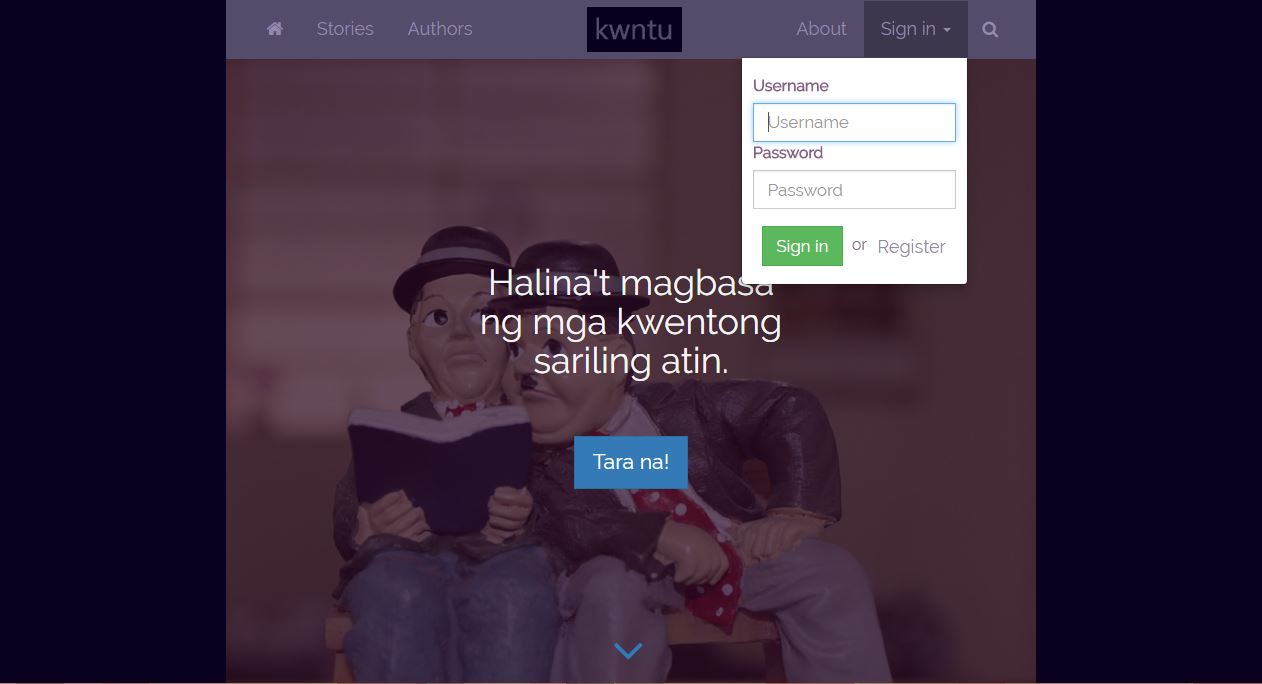 Stories
Authors
kwntu
About
Sign in
Username
Username
Password
Password
Sign in or Register
Halina't magbasa
ng mga kwentong
sariling atin.
Tara na!